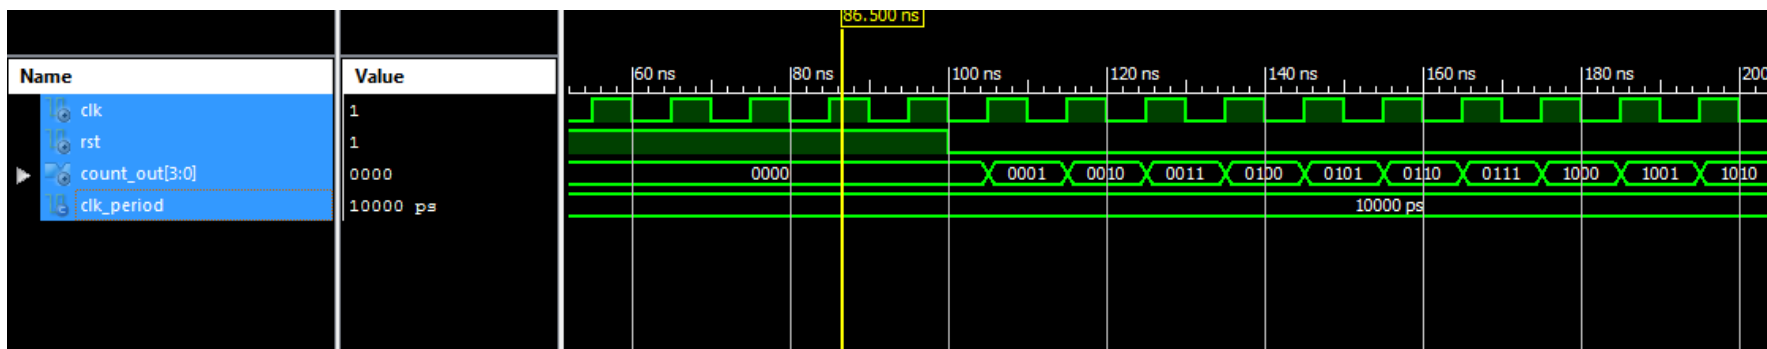 86.500 ns
Name Value
60 ns 80 ns 100 ns 120 ns 140 ns 160 ns 180 ns 200
clk 1
rst 1
count_out[3:0] 0000 0000 0001 0010 0011 0100 0101 0110 0111 1000 1001 1010
clk_period 10000 ps 10000 ps